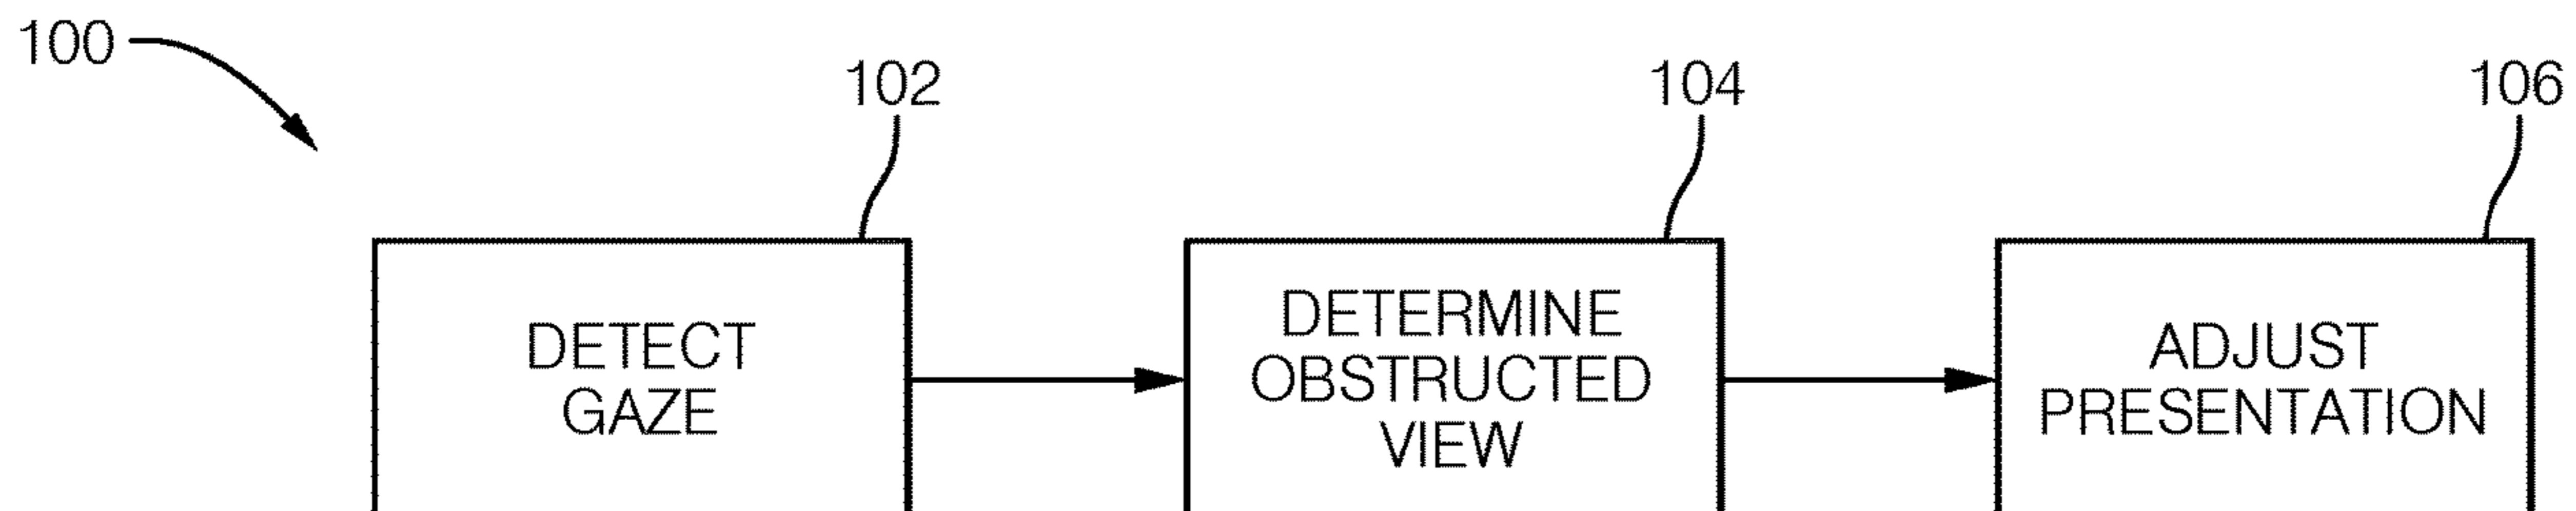 100
102
104
106
DETECT
GAZE
DETERMINE
OBSTRUCTED
VIEW
ADJUST
PRESENTATION